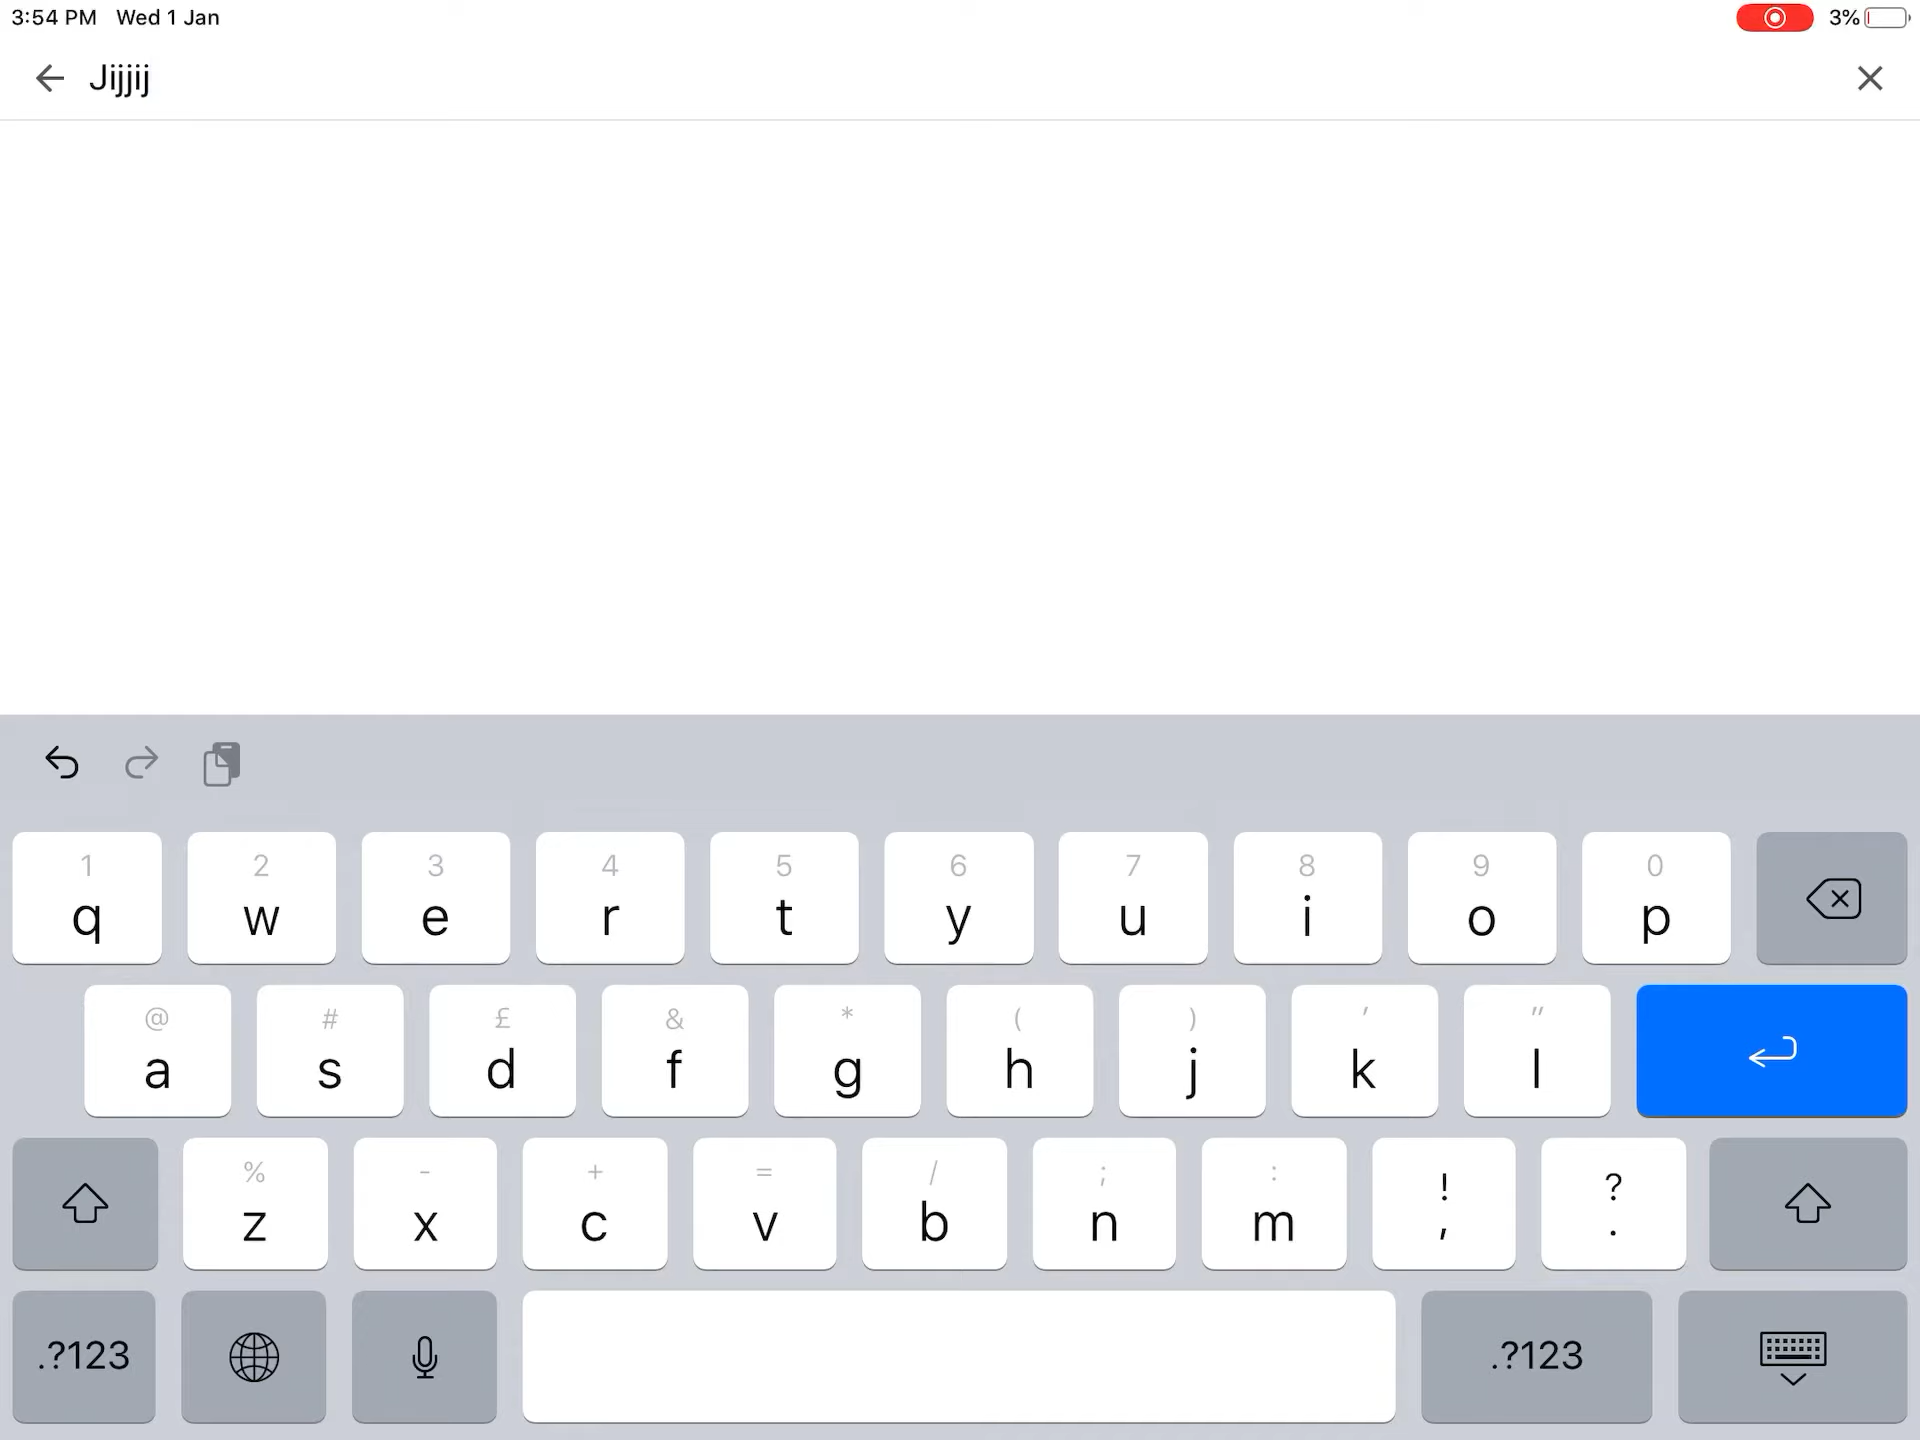 3:54 PM Wed 1 Jan 3%
Jijjij
1 2 3 4 5 6 7 8 9 0
q w e r t y u i o p
@ # £ & * ( ) ' "
a s d f g h j k l
% - + = / ; : ! ?
z x c v b n m , .
.?123 .?123